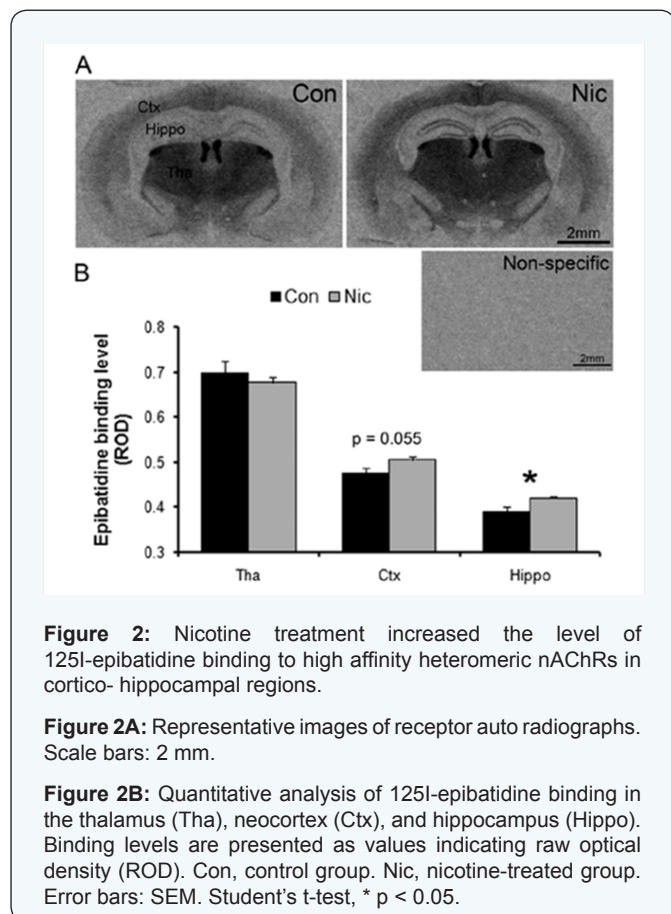 A
Con
Nic
Ctx
Hippo
Tha
2mm
B
Non-specific
2mm
Con Nic
0.8
0.7
0.6
0.5
0.4
0.3
Epibatidine binding level
(ROD)
p = 0.055
*
Tha Ctx Hippo
Figure 2: Nicotine treatment increased the level of
125I-epibatidine binding to high affinity heteromeric nAChRs in
cortico- hippocampal regions.
Figure 2A: Representative images of receptor auto radiographs.
Scale bars: 2 mm.
Figure 2B: Quantitative analysis of 125I-epibatidine binding in
the thalamus (Tha), neocortex (Ctx), and hippocampus (Hippo).
Binding levels are presented as values indicating raw optical
density (ROD). Con, control group. Nic, nicotine-treated group.
Error bars: SEM. Student's t-test, * p < 0.05.